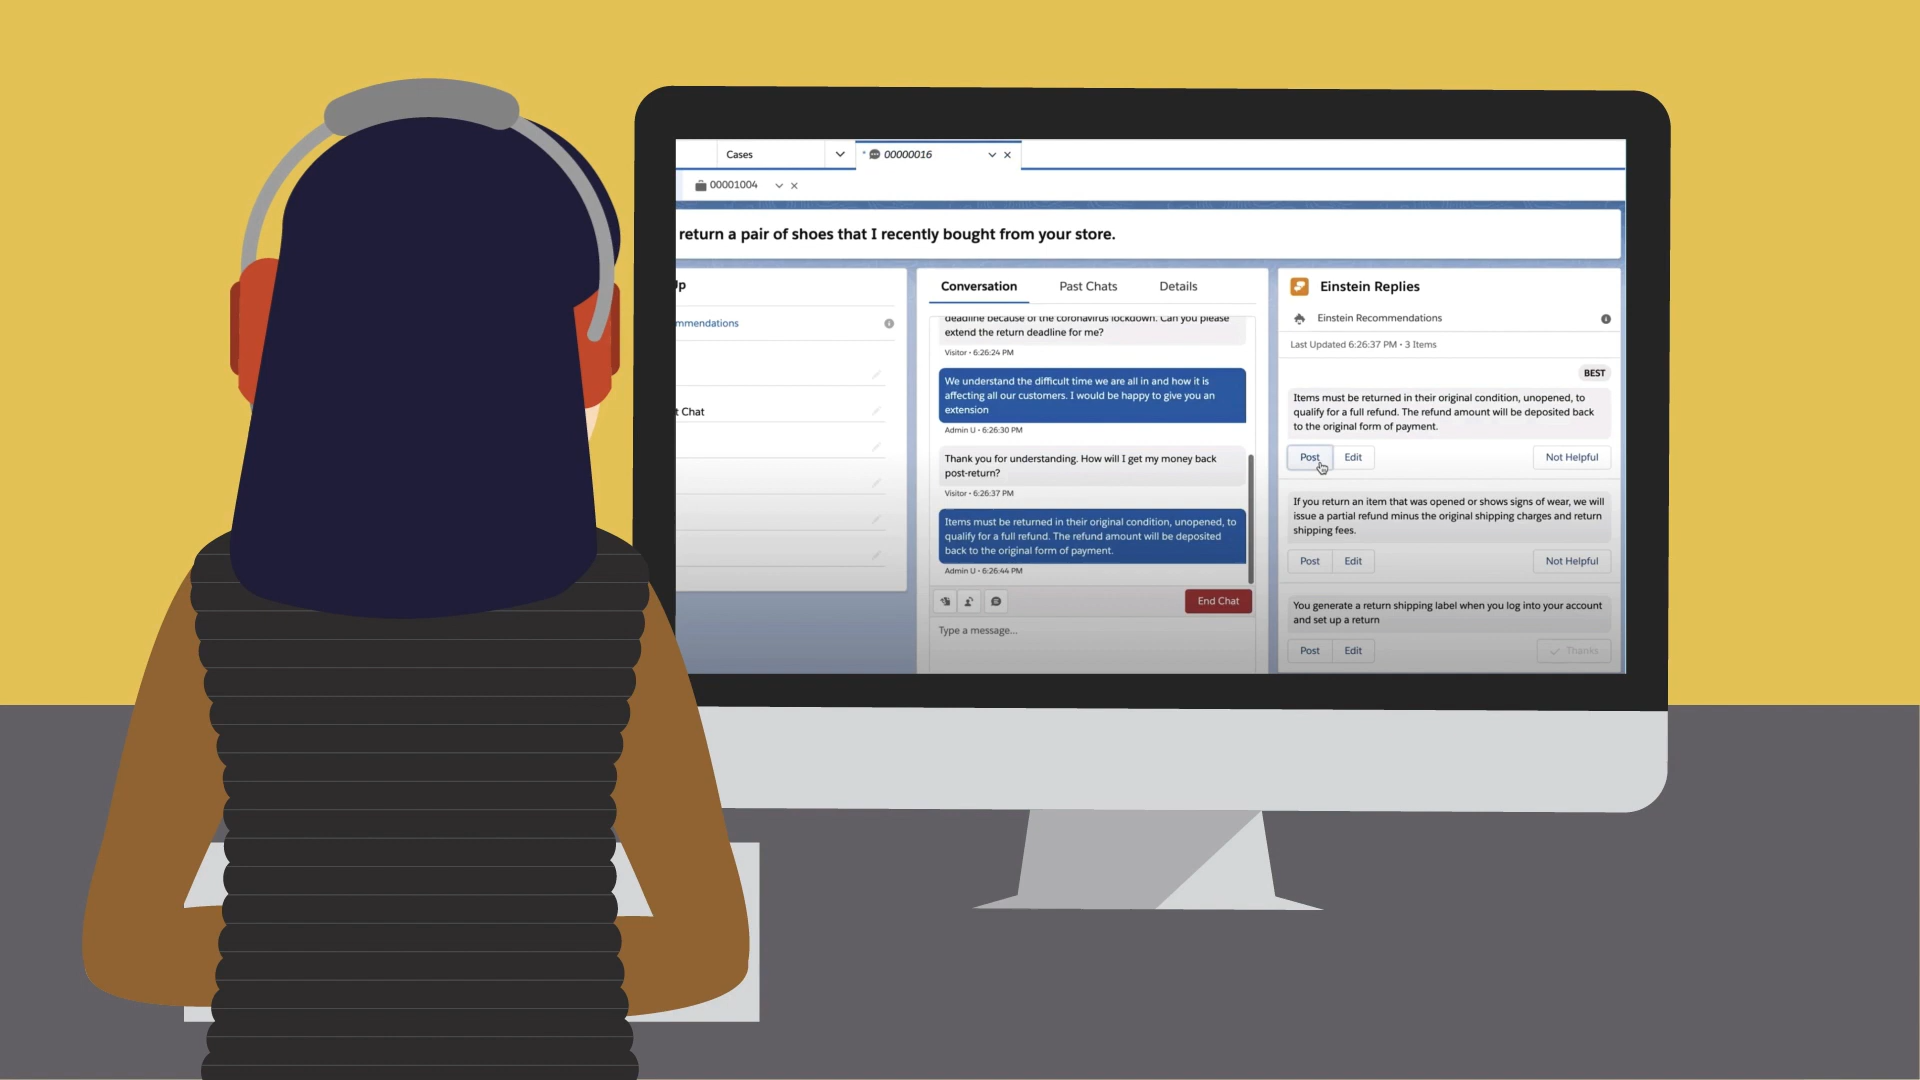 Cases
00000016
00001004
return a pair of shoes that I recently bought from your store.
mmendations
t Chat
Conversation Past Chats Details
deadline because of the coronavirus lockdown. Can you please
extend the return deadline for me?
Visitor • 6:26:24 PM
We understand the difficult time we are all in and how it is
affecting all our customers. I would be happy to give you an
extension
Admin U • 6:26:30 PM
Thank you for understanding. How will I get my money back
post-return?
Visitor • 6:26:37 PM
Items must be returned in their original condition, unopened, to
qualify for a full refund. The refund amount will be deposited
back to the original form of payment.
Admin U • 6:26:44 PM
End Chat
Type a message...
Einstein Replies
Einstein Recommendations
Last Updated 6:26:37 PM • 3 Items
BEST
Items must be returned in their original condition, unopened, to
qualify for a full refund. The refund amount will be deposited back
to the original form of payment.
Post Edit Not Helpful
If you return an item that was opened or shows signs of wear, we will
issue a partial refund minus the original shipping charges and return
shipping fees.
Post Edit Not Helpful
You generate a return shipping label when you log into your account
and set up a return
Post Edit Thanks